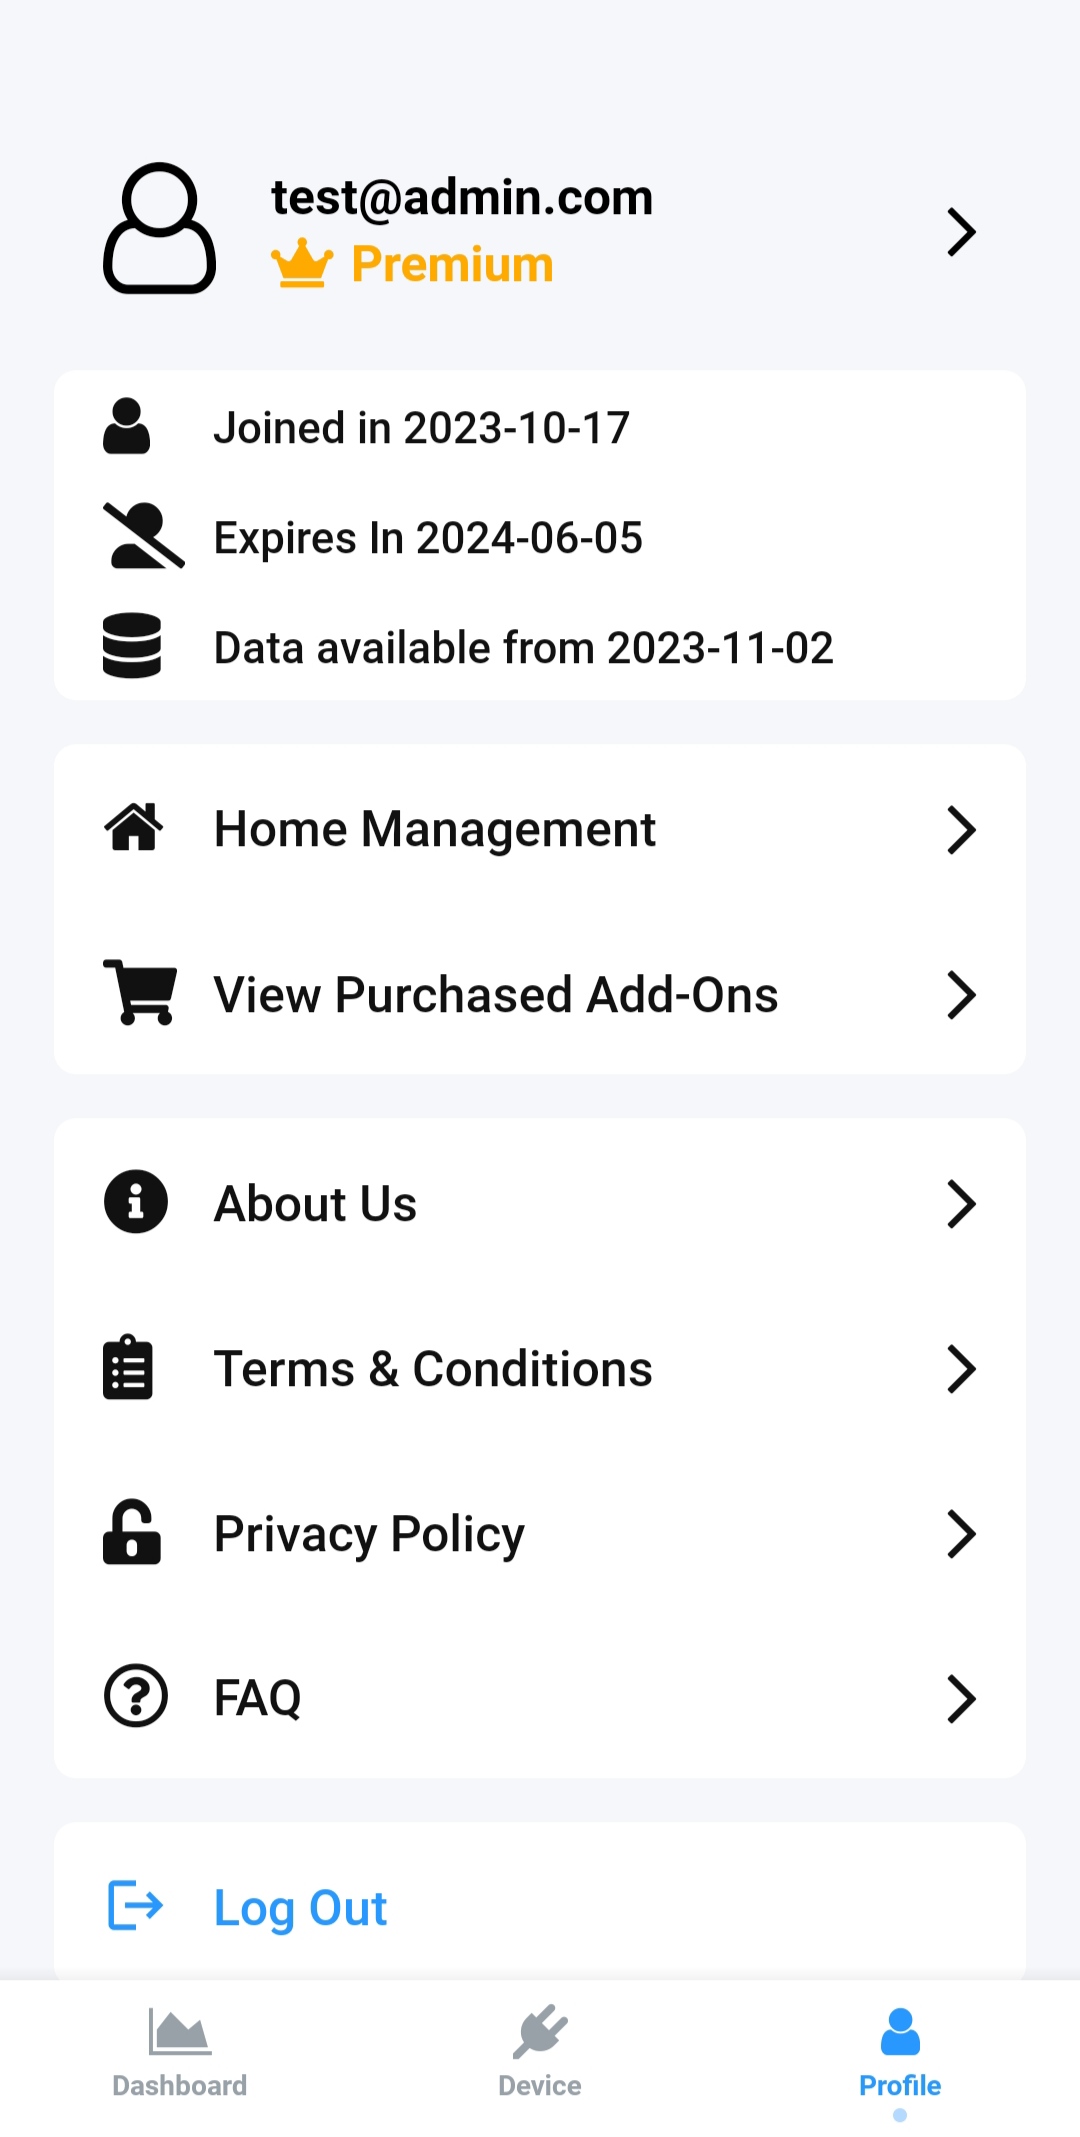 test@admin.com
Premium
Joined in 2023-10-17
Expires In 2024-06-05
Data available from 2023-11-02
Home Management
View Purchased Add-Ons
About Us
Terms & Conditions
Privacy Policy
FAQ
Log Out
Dashboard
Device
Profile